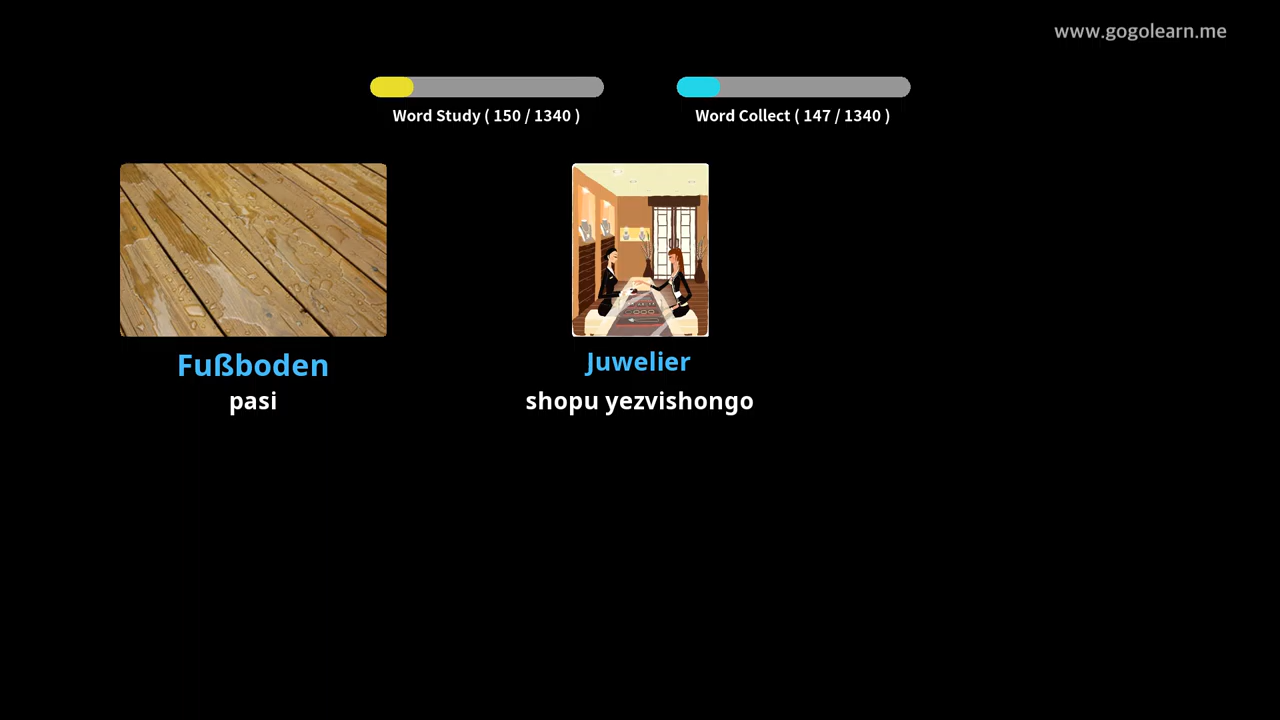 www.gogolearn.me
Word Study ( 150 / 1340 )
Word Collect ( 147 / 1340 )
Fußboden
pasi
Juwelier
shopu yezvishongo